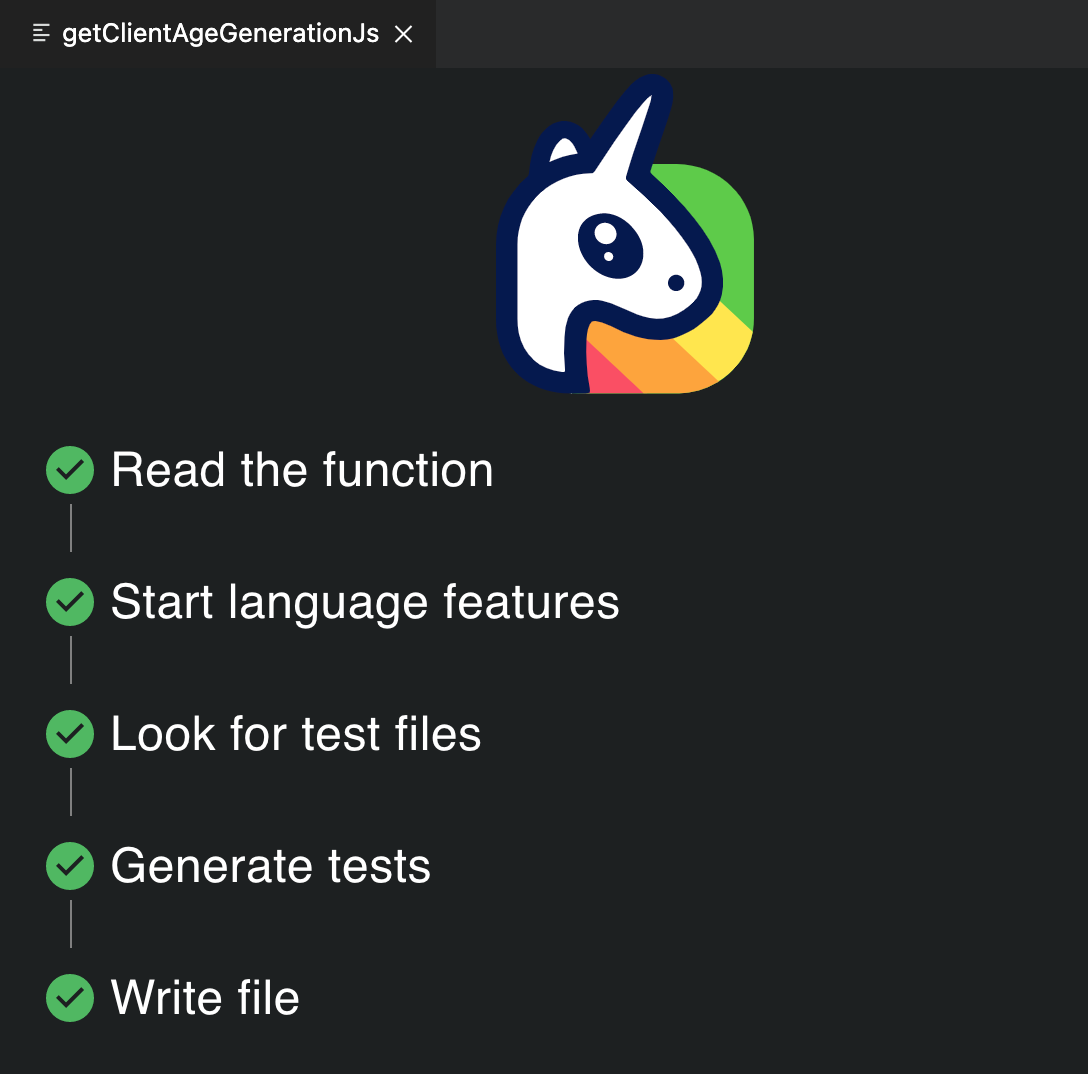 getClientAgeGenerationJs
Read the function
Start language features
Look for test files
Generate tests
Write file